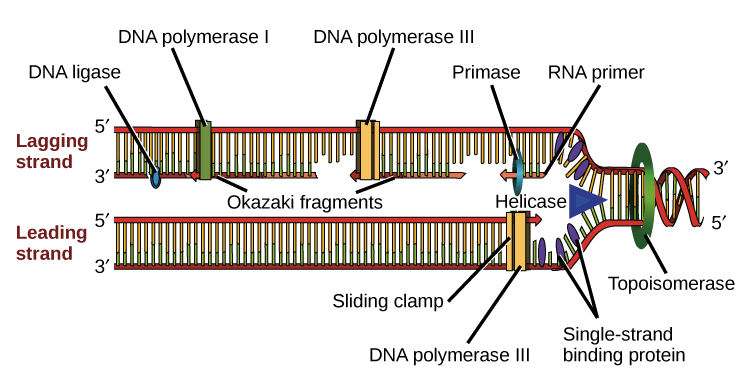 DNA polymerase I
DNA polymerase III
DNA ligase
Primase
RNA primer
5′
Lagging
strand
3′
3′
Okazaki fragments
Helicase
5′
5′
Leading
strand
3′
Topoisomerase
Sliding clamp
Single-strand
binding protein
DNA polymerase III